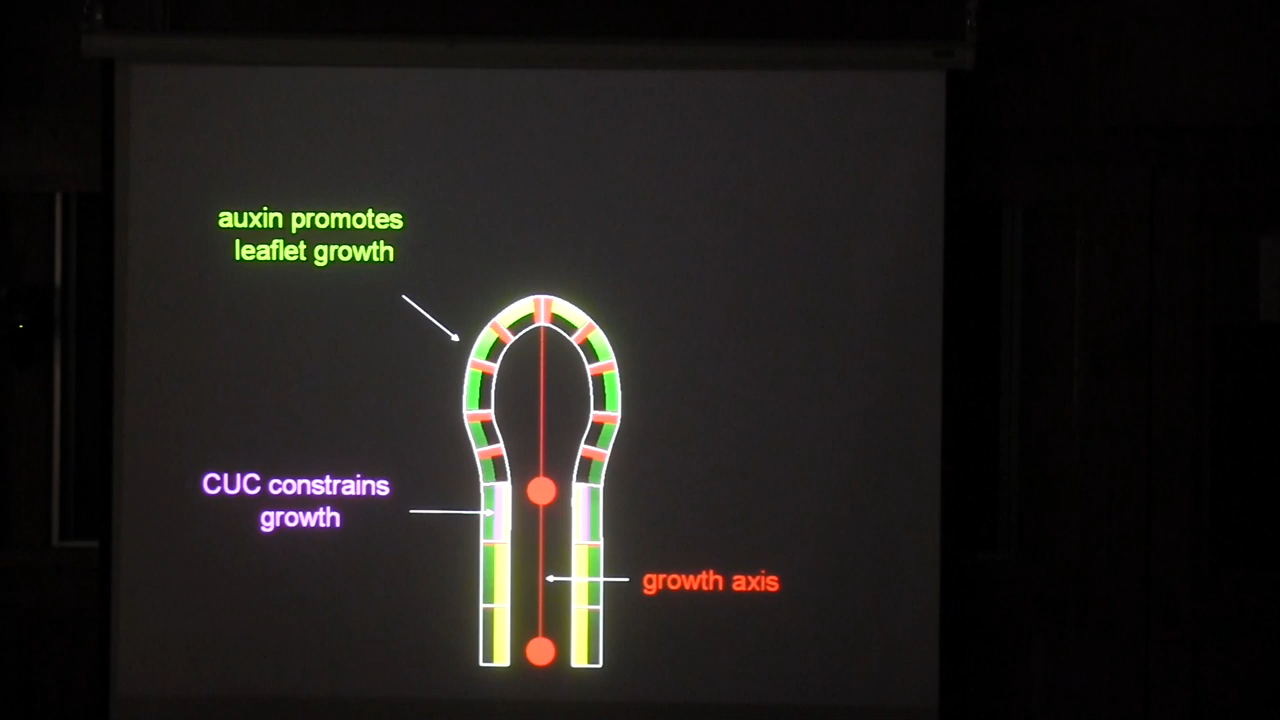 auxin promotes
leaflet growth
CUC constrains
growth
growth axis